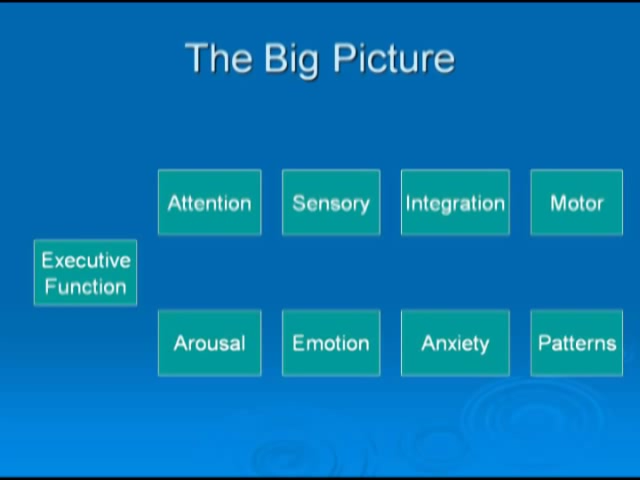 The Big Picture
Attention
Sensory
Integration
Motor
Executive
Function
Arousal
Emotion
Anxiety
Patterns